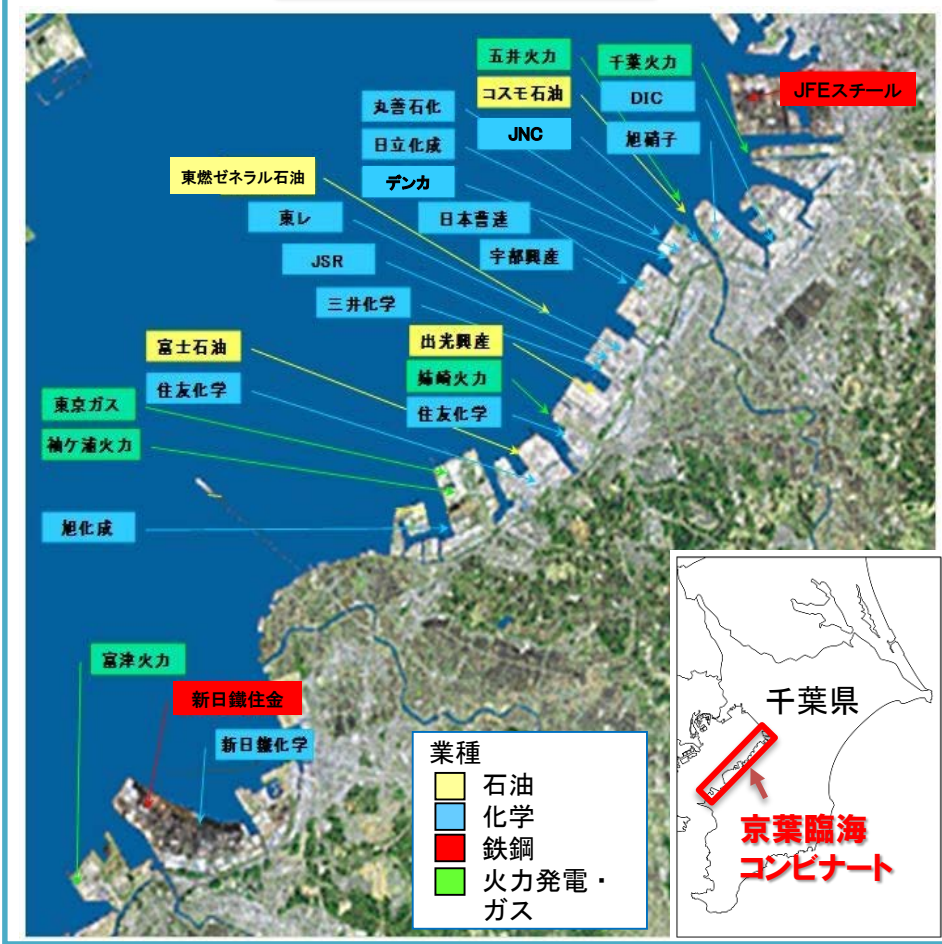 五井火力
千葉火力
コスモ石油
DIC
JFEスチール
丸善石化
JNC
旭硝子
日立化成
東燃ゼネラル石油
デンカ
東レ
日本曹達
JSR
宇部興産
三井化学
富士石油
出光興産
住友化学
姉崎火力
東京ガス
住友化学
袖ケ浦火力
旭化成
富津火力
新日鐵住金
新日鐵化学
業種
石油
化学
鉄鋼
火力発電・
ガス
千葉県
京葉臨海
コンビナート